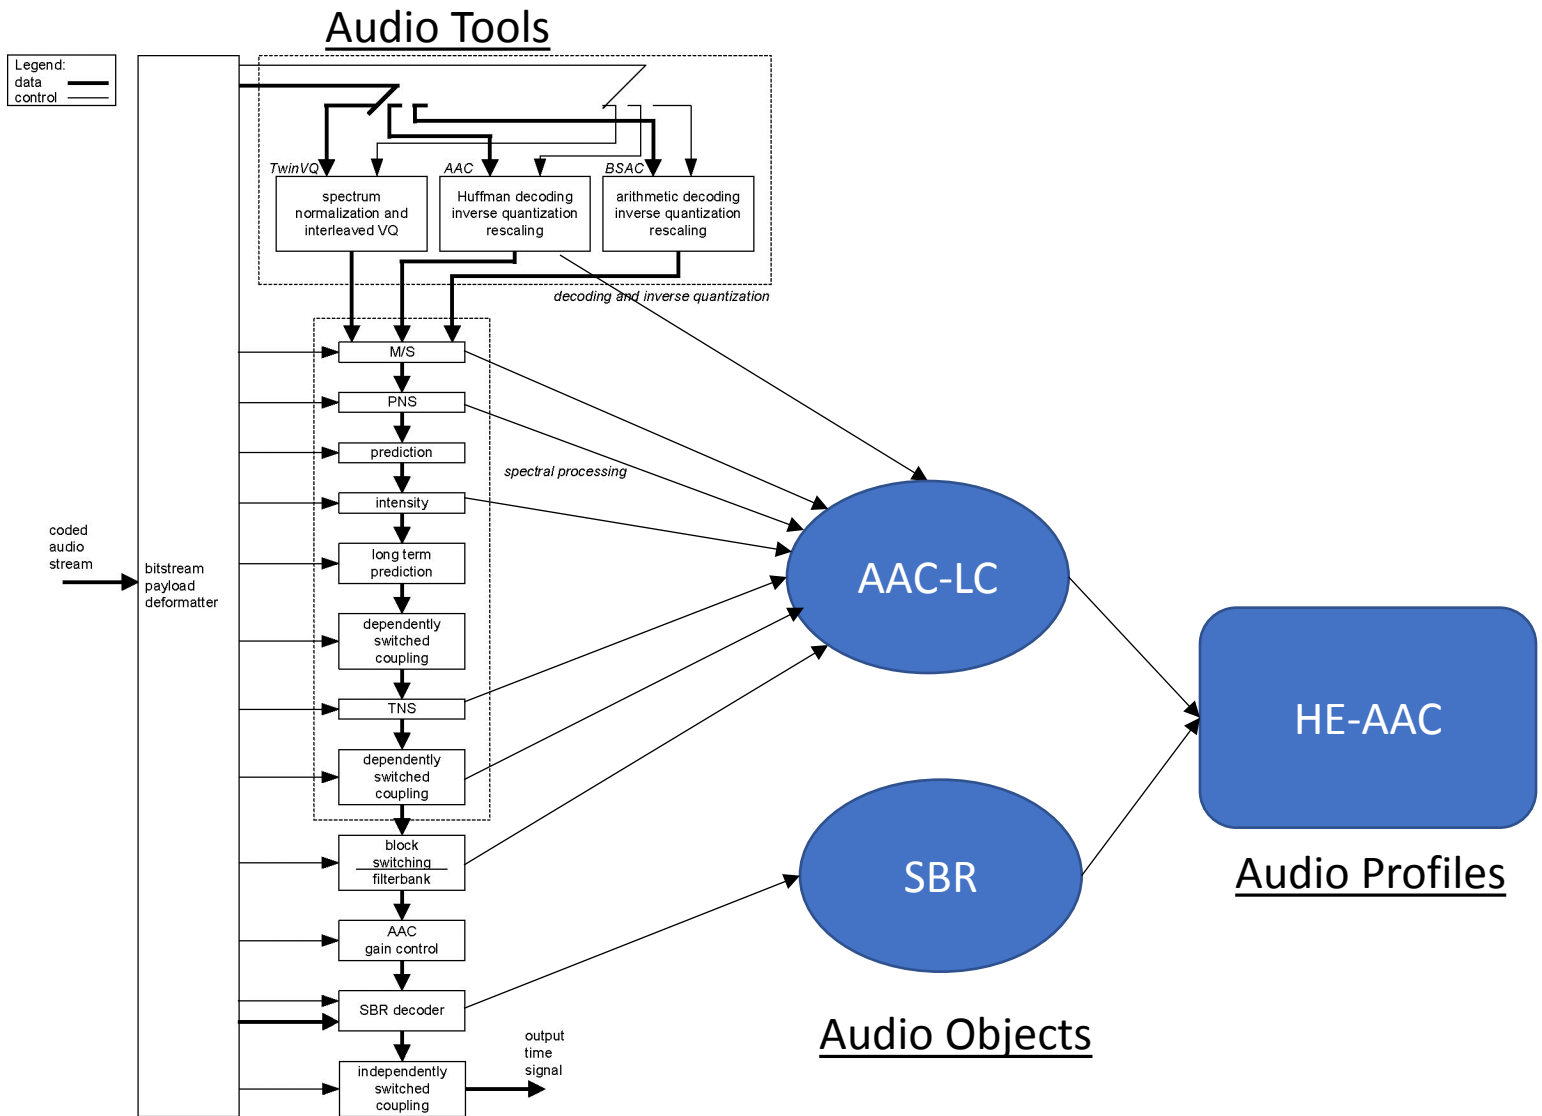 Audio Tools
Legend:
data
control
TwinVQ
AAC
BSAC
spectrum
normalization and
interleaved VQ
Huffman decoding
inverse quantization
rescaling
arithmetic decoding
inverse quantization
rescaling
decoding and inverse quantization
M/S
PNS
prediction
spectral processing
intensity
coded
audio
stream
bitstream
payload
deformatter
long term
prediction
dependently
switched
coupling
TNS
dependently
switched
coupling
block
switching
filterbank
AAC
gain control
SBR decoder
independently
switched
coupling
output
time
signal
AAC-LC
SBR
Audio Objects
HE-AAC
Audio Profiles